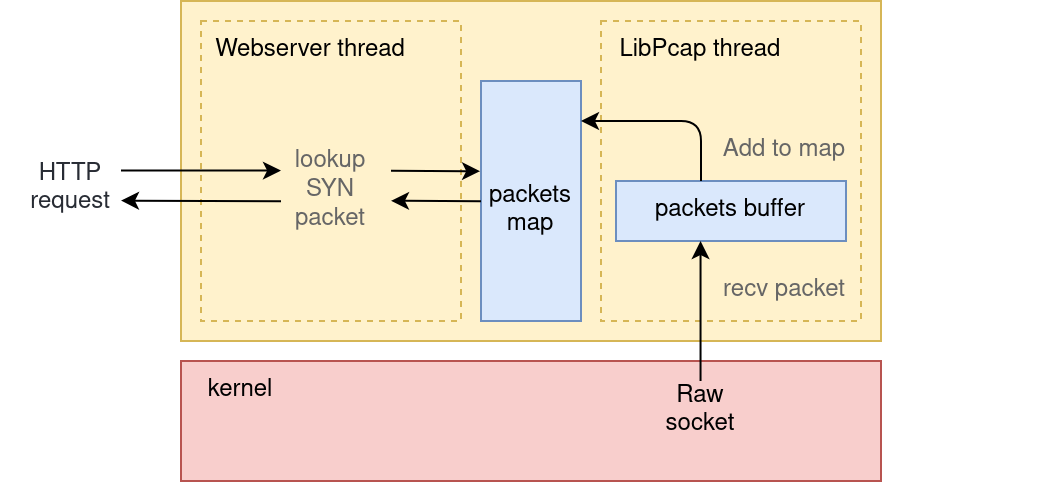 Webserver thread
LibPcap thread
HTTP
request
lookup
SYN
packet
packets
map
Add to map
packets buffer
recv packet
kernel
Raw
socket